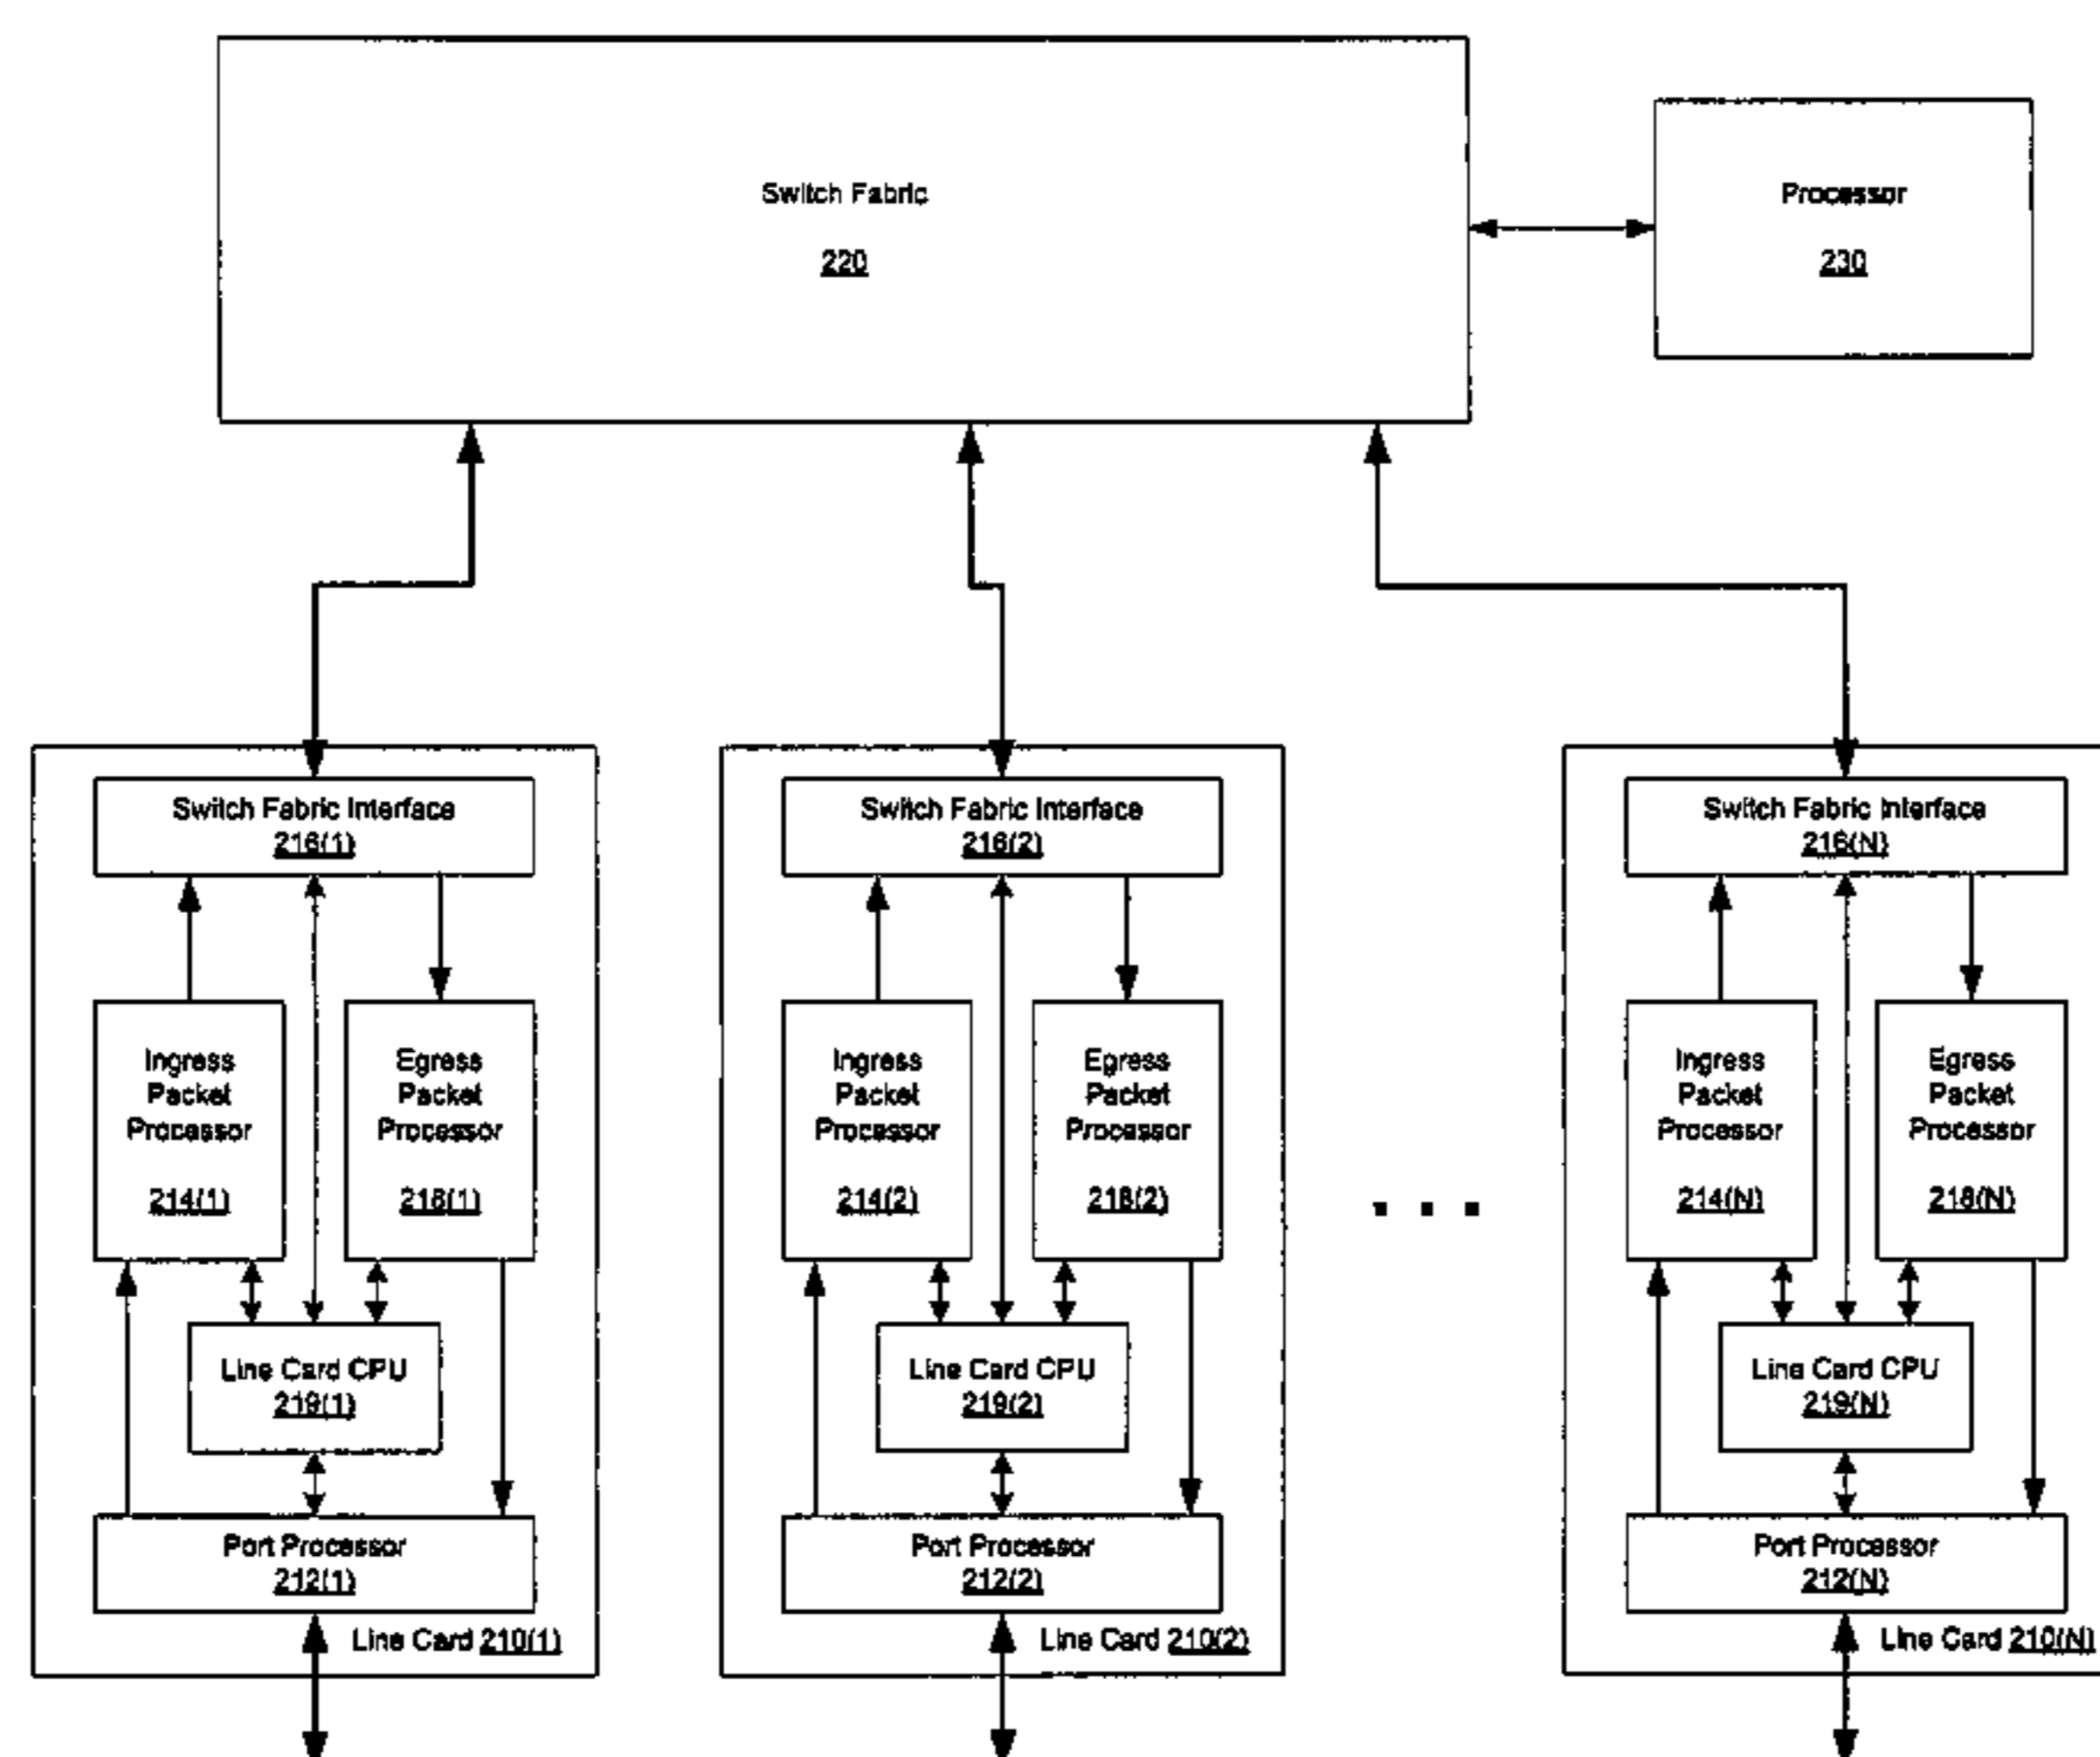 Switch Fabric
220
Processor
230
Switch Fabric Interface
216(1)
Ingress
Packet
Processor
214(1)
Egress
Packet
Processor
218(1)
Line Card CPU
219(1)
Port Processor
212(1)
Line Card 210(1)
Switch Fabric Interface
216(2)
Ingress
Packet
Processor
214(2)
Egress
Packet
Processor
218(2)
Line Card CPU
219(2)
Port Processor
212(2)
Line Card 210(2)
. . .
Switch Fabric Interface
216(N)
Ingress
Packet
Processor
214(N)
Egress
Packet
Processor
218(N)
Line Card CPU
219(N)
Port Processor
212(N)
Line Card 210(N)